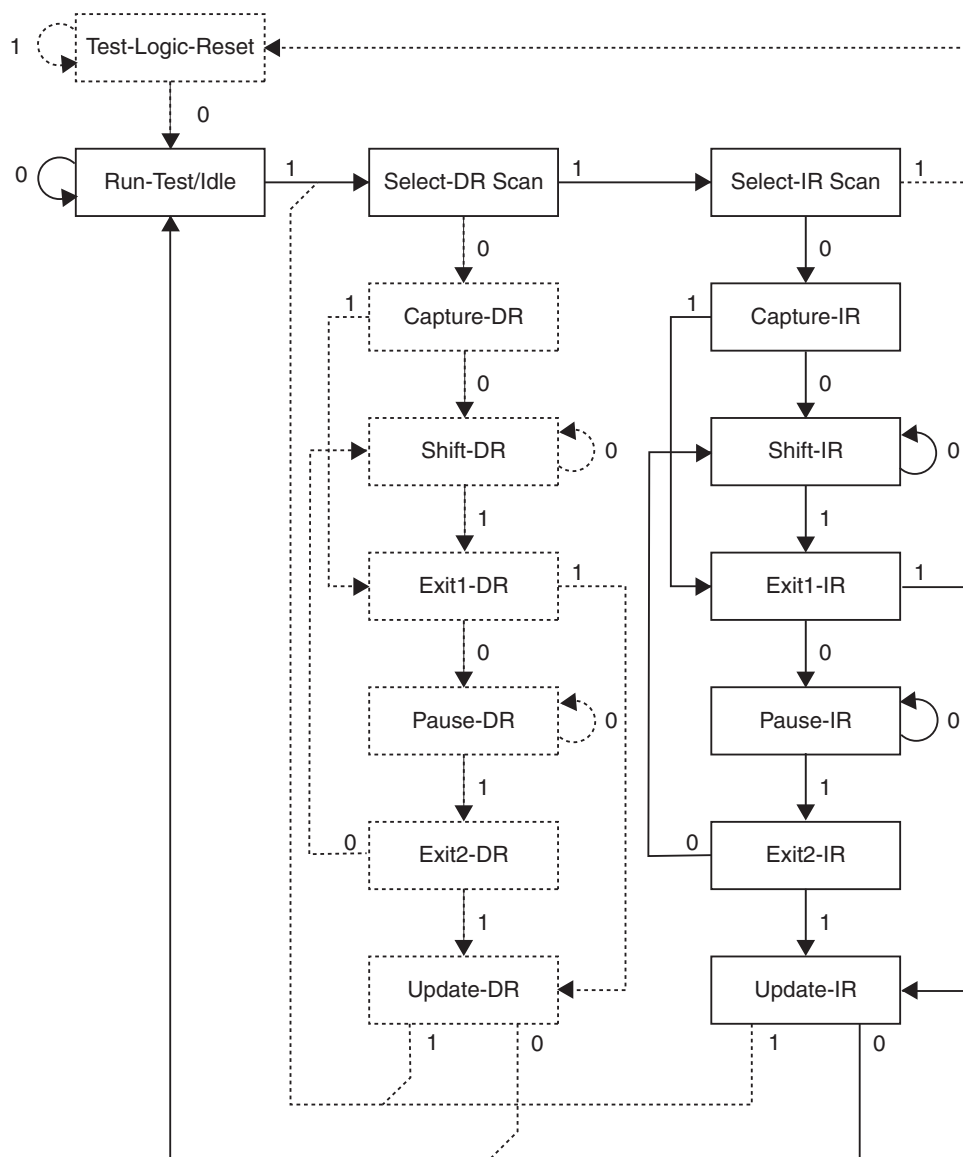 1 Test-Logic-Reset
0
0 Run-Test/Idle 1 Select-DR Scan 1 Select-IR Scan 1
0 0
1 Capture-DR 1 Capture-IR
0 0
Shift-DR 0 Shift-IR 0
1 1
Exit1-DR 1 Exit1-IR 1
0 0
Pause-DR 0 Pause-IR 0
1 1
0 Exit2-DR 0 Exit2-IR
1 1
Update-DR Update-IR
1 0 1 0